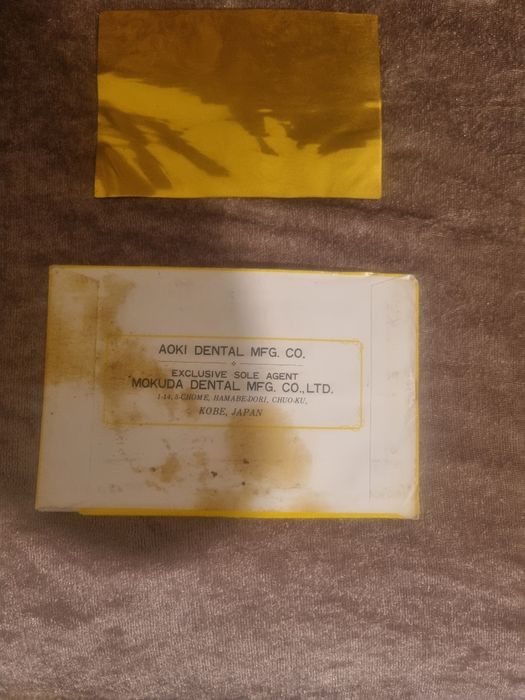 AOKI DENTAL MFG. CO.
EXCLUSIVE SOLE AGENT
MOKUDA DENTAL MFG. CO., LTD.
1-14, 5-CHOME, HAMABE-DORI, CHUO-KU,
KOBE, JAPAN